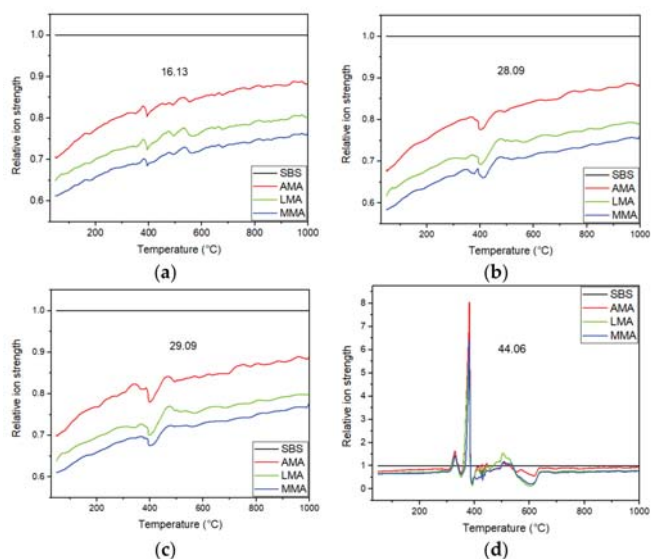 1.0
0.9
0.8
0.7
0.6
Relative ion strength
16.13
SBS
AMA
LMA
MMA
200 400 600 800 1000
Temperature (°C)
(a)
1.0
0.9
0.8
0.7
0.6
Relative ion strength
28.09
SBS
AMA
LMA
MMA
200 400 600 800 1000
Temperature (°C)
(b)
1.0
0.9
0.8
0.7
0.6
Relative ion strength
29.09
SBS
AMA
LMA
MMA
200 400 600 800 1000
Temperature (°C)
(c)
8
7
6
5
4
3
2
1
0
Relative ion strength
44.06
SBS
AMA
LMA
MMA
200 400 600 800 1000
Temperature (°C)
(d)